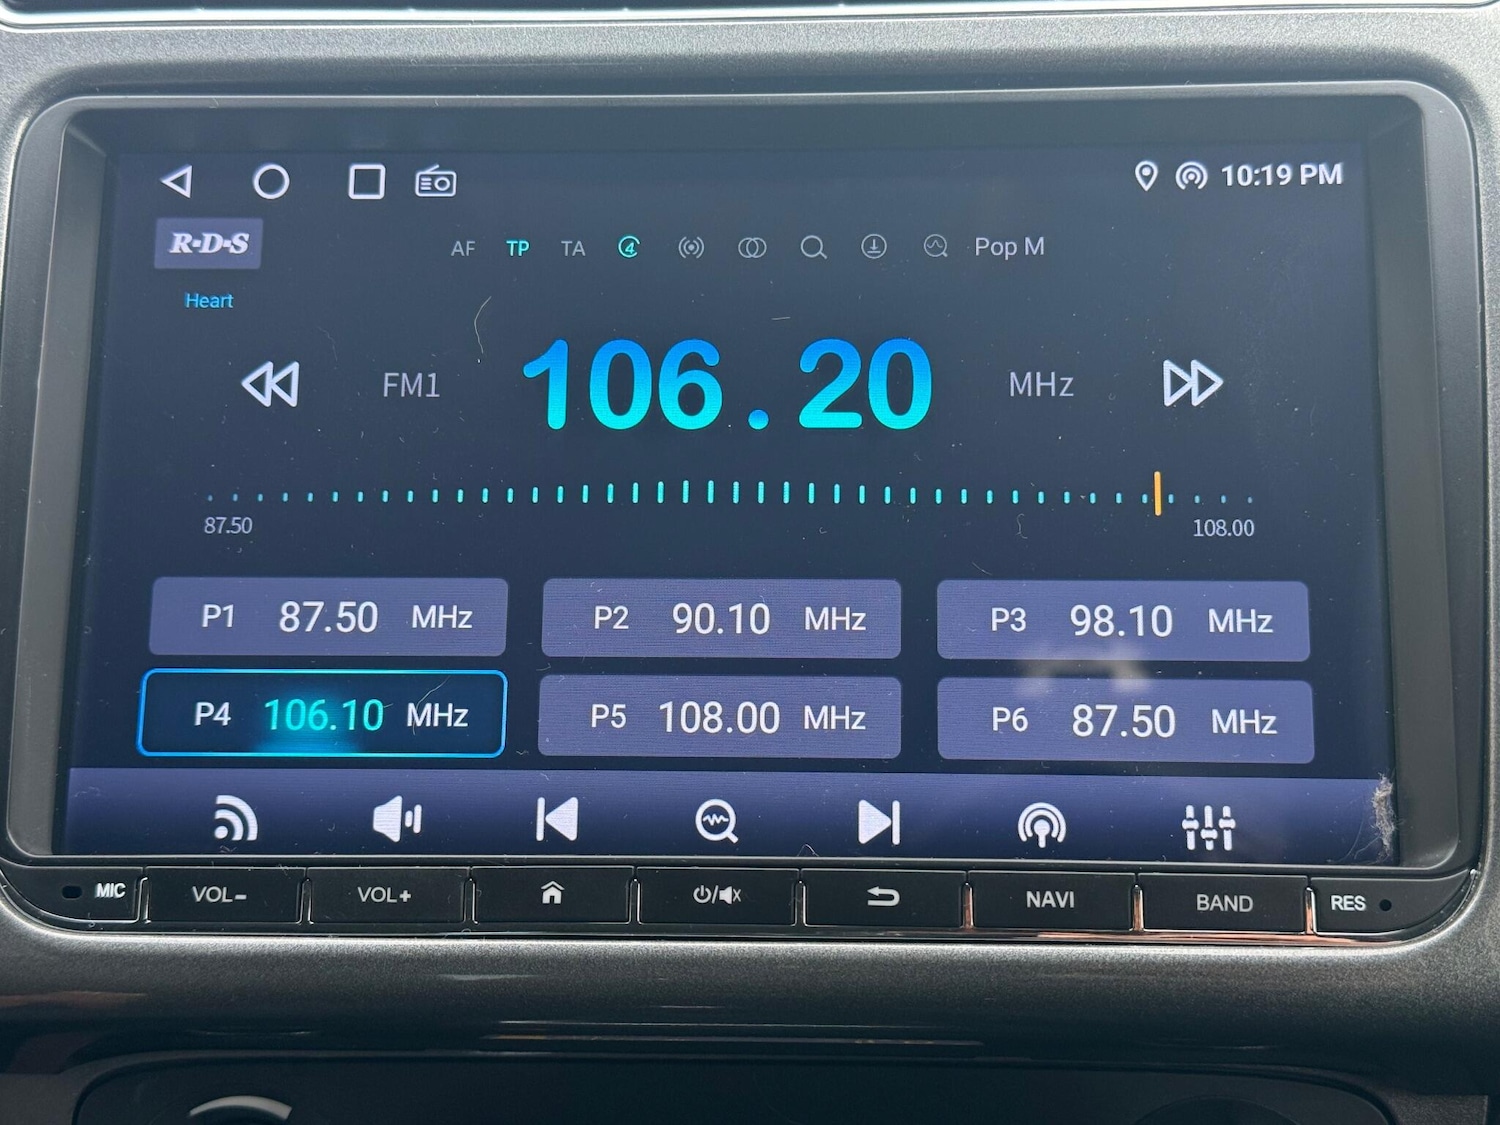 10:19 PM
R·D·S
AF TP TA 4 Pop M
Heart
FM1 106.20 MHz
87.50 108.00
P1 87.50 MHz P2 90.10 MHz P3 98.10 MHz
P4 106.10 MHz P5 108.00 MHz P6 87.50 MHz
MIC VOL- VOL+ NAVI BAND RES